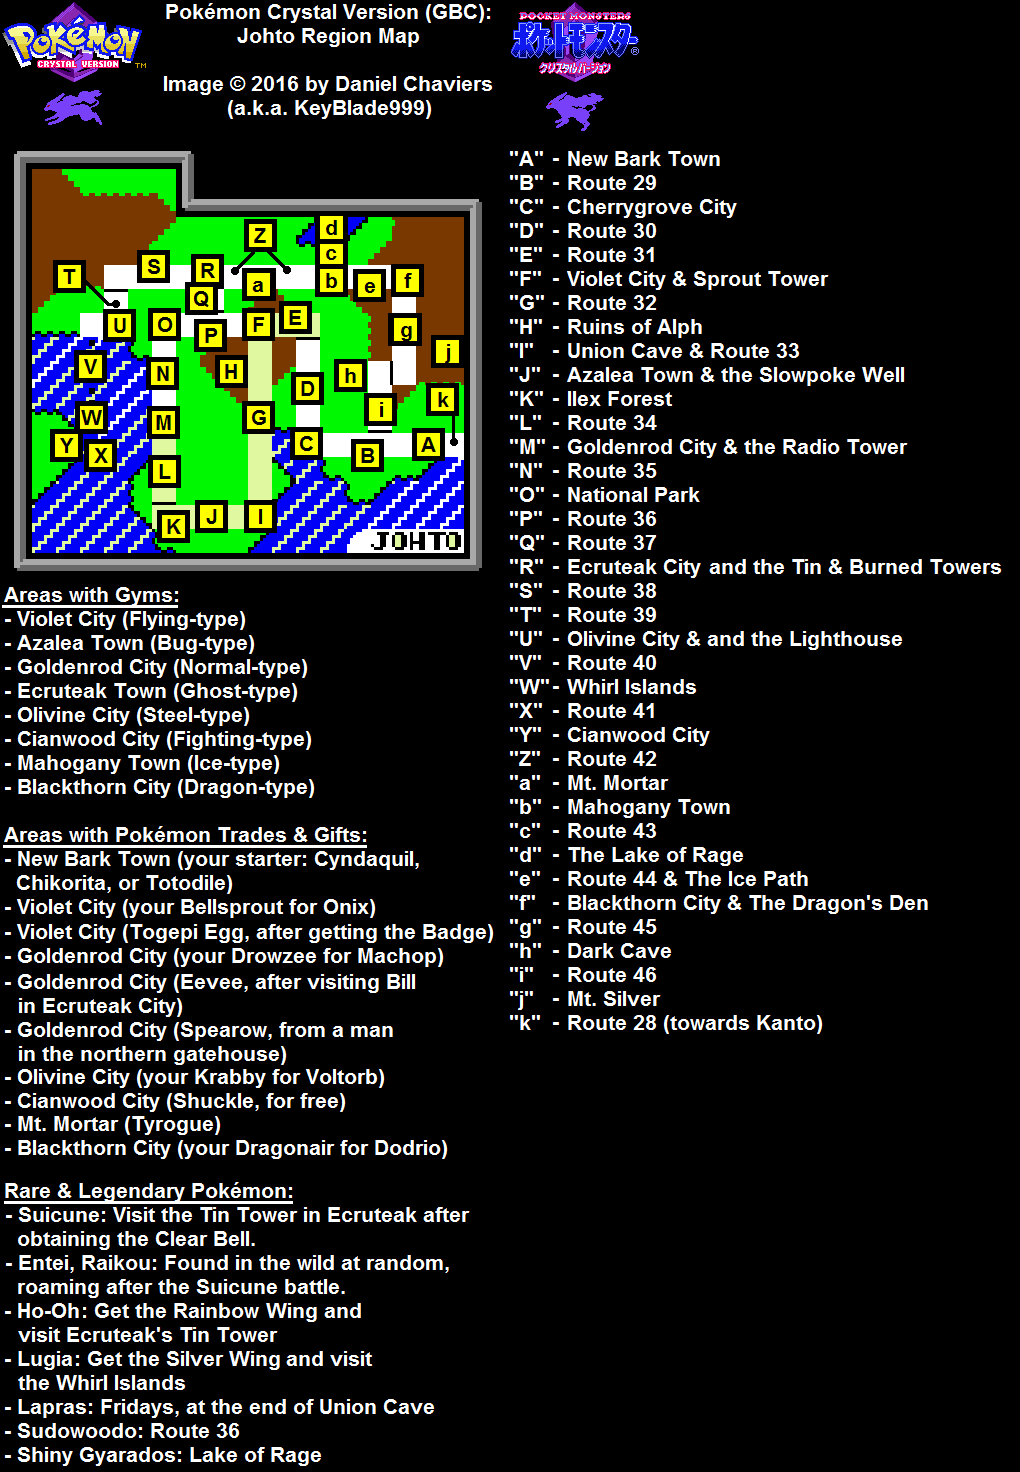 Pokémon
CRYSTAL VERSION
TM
Pokémon Crystal Version (GBC):
Johto Region Map
Image © 2016 by Daniel Chaviers
(a.k.a. KeyBlade999)
POCKET MONSTERS
ポケットモンスター
®
クリスタルバージョン
Z
d
c
T
S
R
a
b
e
f
Q
U
O
P
F
E
g
j
V
N
H
D
h
i
k
W
M
G
Y
X
C
B
A
L
K
J
I
JOHTO
"A" - New Bark Town
"B" - Route 29
"C" - Cherrygrove City
"D" - Route 30
"E" - Route 31
"F" - Violet City & Sprout Tower
"G" - Route 32
"H" - Ruins of Alph
"I" - Union Cave & Route 33
"J" - Azalea Town & the Slowpoke Well
"K" - Ilex Forest
"L" - Route 34
"M" - Goldenrod City & the Radio Tower
"N" - Route 35
"O" - National Park
"P" - Route 36
"Q" - Route 37
"R" - Ecruteak City and the Tin & Burned Towers
"S" - Route 38
"T" - Route 39
"U" - Olivine City & and the Lighthouse
"V" - Route 40
"W" - Whirl Islands
"X" - Route 41
"Y" - Cianwood City
"Z" - Route 42
"a" - Mt. Mortar
"b" - Mahogany Town
"c" - Route 43
"d" - The Lake of Rage
"e" - Route 44 & The Ice Path
"f" - Blackthorn City & The Dragon's Den
"g" - Route 45
"h" - Dark Cave
"i" - Route 46
"j" - Mt. Silver
"k" - Route 28 (towards Kanto)
Areas with Gyms:
- Violet City (Flying-type)
- Azalea Town (Bug-type)
- Goldenrod City (Normal-type)
- Ecruteak Town (Ghost-type)
- Olivine City (Steel-type)
- Cianwood City (Fighting-type)
- Mahogany Town (Ice-type)
- Blackthorn City (Dragon-type)
Areas with Pokémon Trades & Gifts:
- New Bark Town (your starter: Cyndaquil,
Chikorita, or Totodile)
- Violet City (your Bellsprout for Onix)
- Violet City (Togepi Egg, after getting the Badge)
- Goldenrod City (your Drowzee for Machop)
- Goldenrod City (Eevee, after visiting Bill
in Ecruteak City)
- Goldenrod City (Spearow, from a man
in the northern gatehouse)
- Olivine City (your Krabby for Voltorb)
- Cianwood City (Shuckle, for free)
- Mt. Mortar (Tyrogue)
- Blackthorn City (your Dragonair for Dodrio)
Rare & Legendary Pokémon:
- Suicune: Visit the Tin Tower in Ecruteak after
obtaining the Clear Bell.
- Entei, Raikou: Found in the wild at random,
roaming after the Suicune battle.
- Ho-Oh: Get the Rainbow Wing and
visit Ecruteak's Tin Tower
- Lugia: Get the Silver Wing and visit
the Whirl Islands
- Lapras: Fridays, at the end of Union Cave
- Sudowoodo: Route 36
- Shiny Gyarados: Lake of Rage